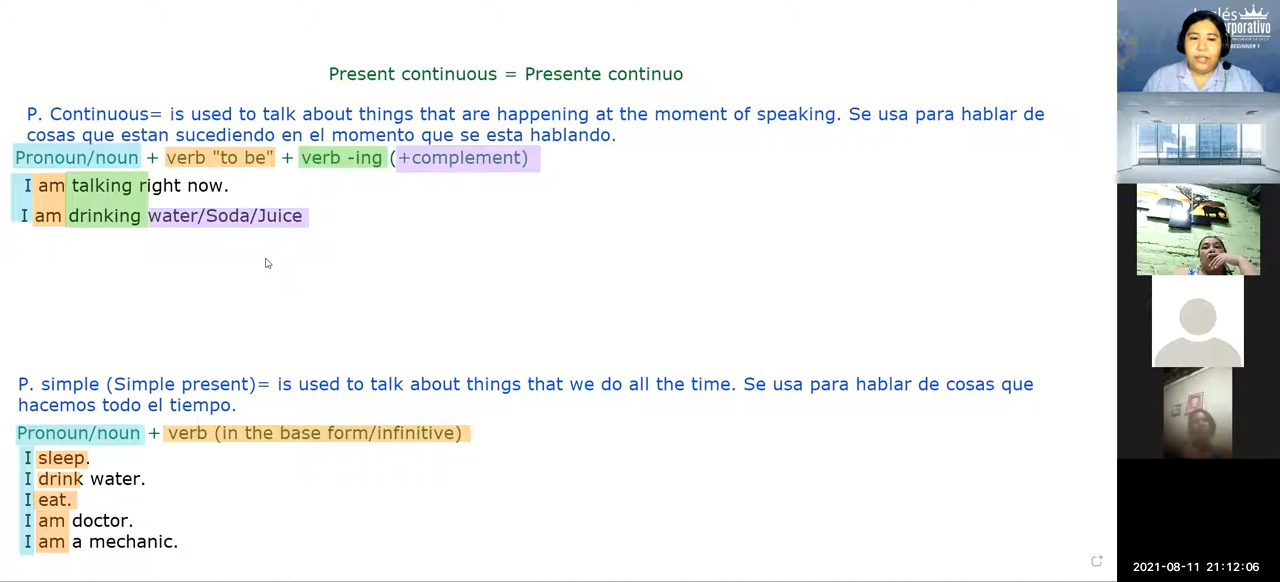 Present continuous = Presente continuo
P. Continuous= is used to talk about things that are happening at the moment of speaking. Se usa para hablar de
cosas que estan sucediendo en el momento que se esta hablando.
Pronoun/noun + verb "to be" + verb -ing (+complement)
I am talking right now.
I am drinking water/Soda/Juice
P. simple (Simple present)= is used to talk about things that we do all the time. Se usa para hablar de cosas que
hacemos todo el tiempo.
Pronoun/noun + verb (in the base form/infinitive)
I sleep.
I drink water.
I eat.
I am doctor.
I am a mechanic.
BEGINNER 1
2021-08-11 21:12:06